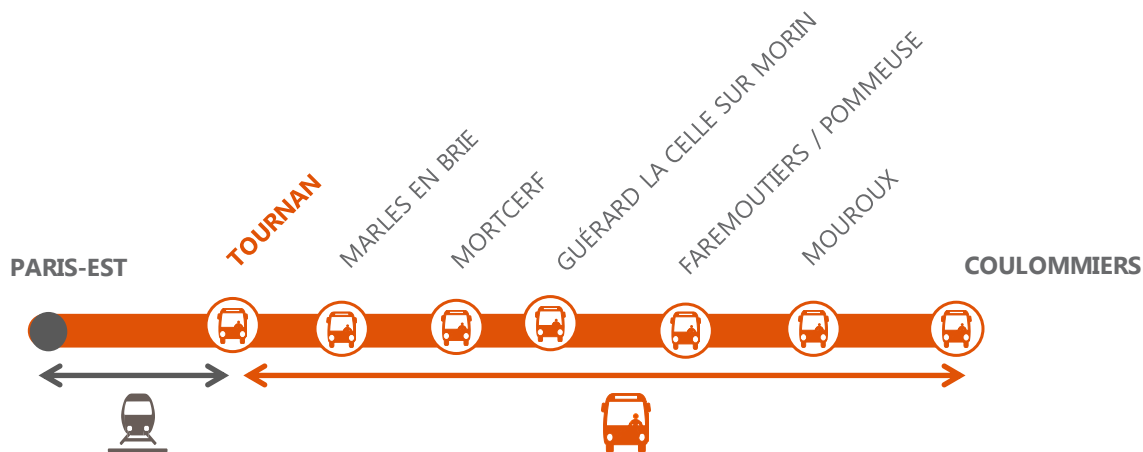 PARIS-EST
TOURNAN
MARLES EN BRIE
MORTCERF
GUÉRARD LA CELLE SUR MORIN
FAREMOUTIERS / POMMEUSE
MOUROUX
COULOMMIERS